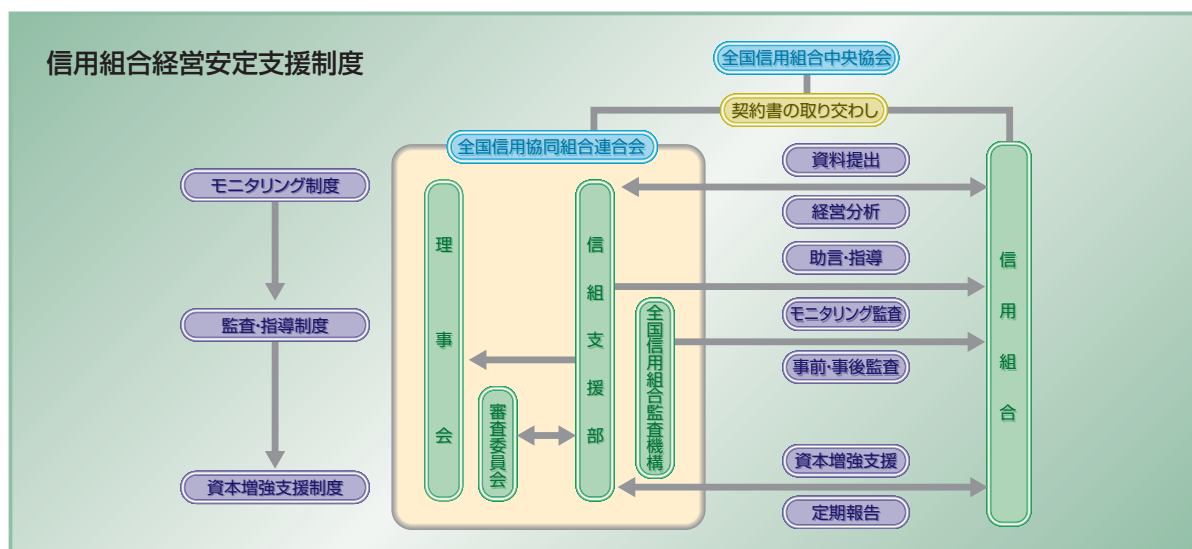 信用組合経営安定支援制度
全国信用組合中央協会
契約書の取り交わし
全国信用協同組合連合会
モニタリング制度
監査・指導制度
資本増強支援制度
理事会
審査委員会
信組支援部
全国信用組合監査機構
資料提出
経営分析
助言・指導
モニタリング監査
事前・事後監査
資本増強支援
定期報告
信用組合